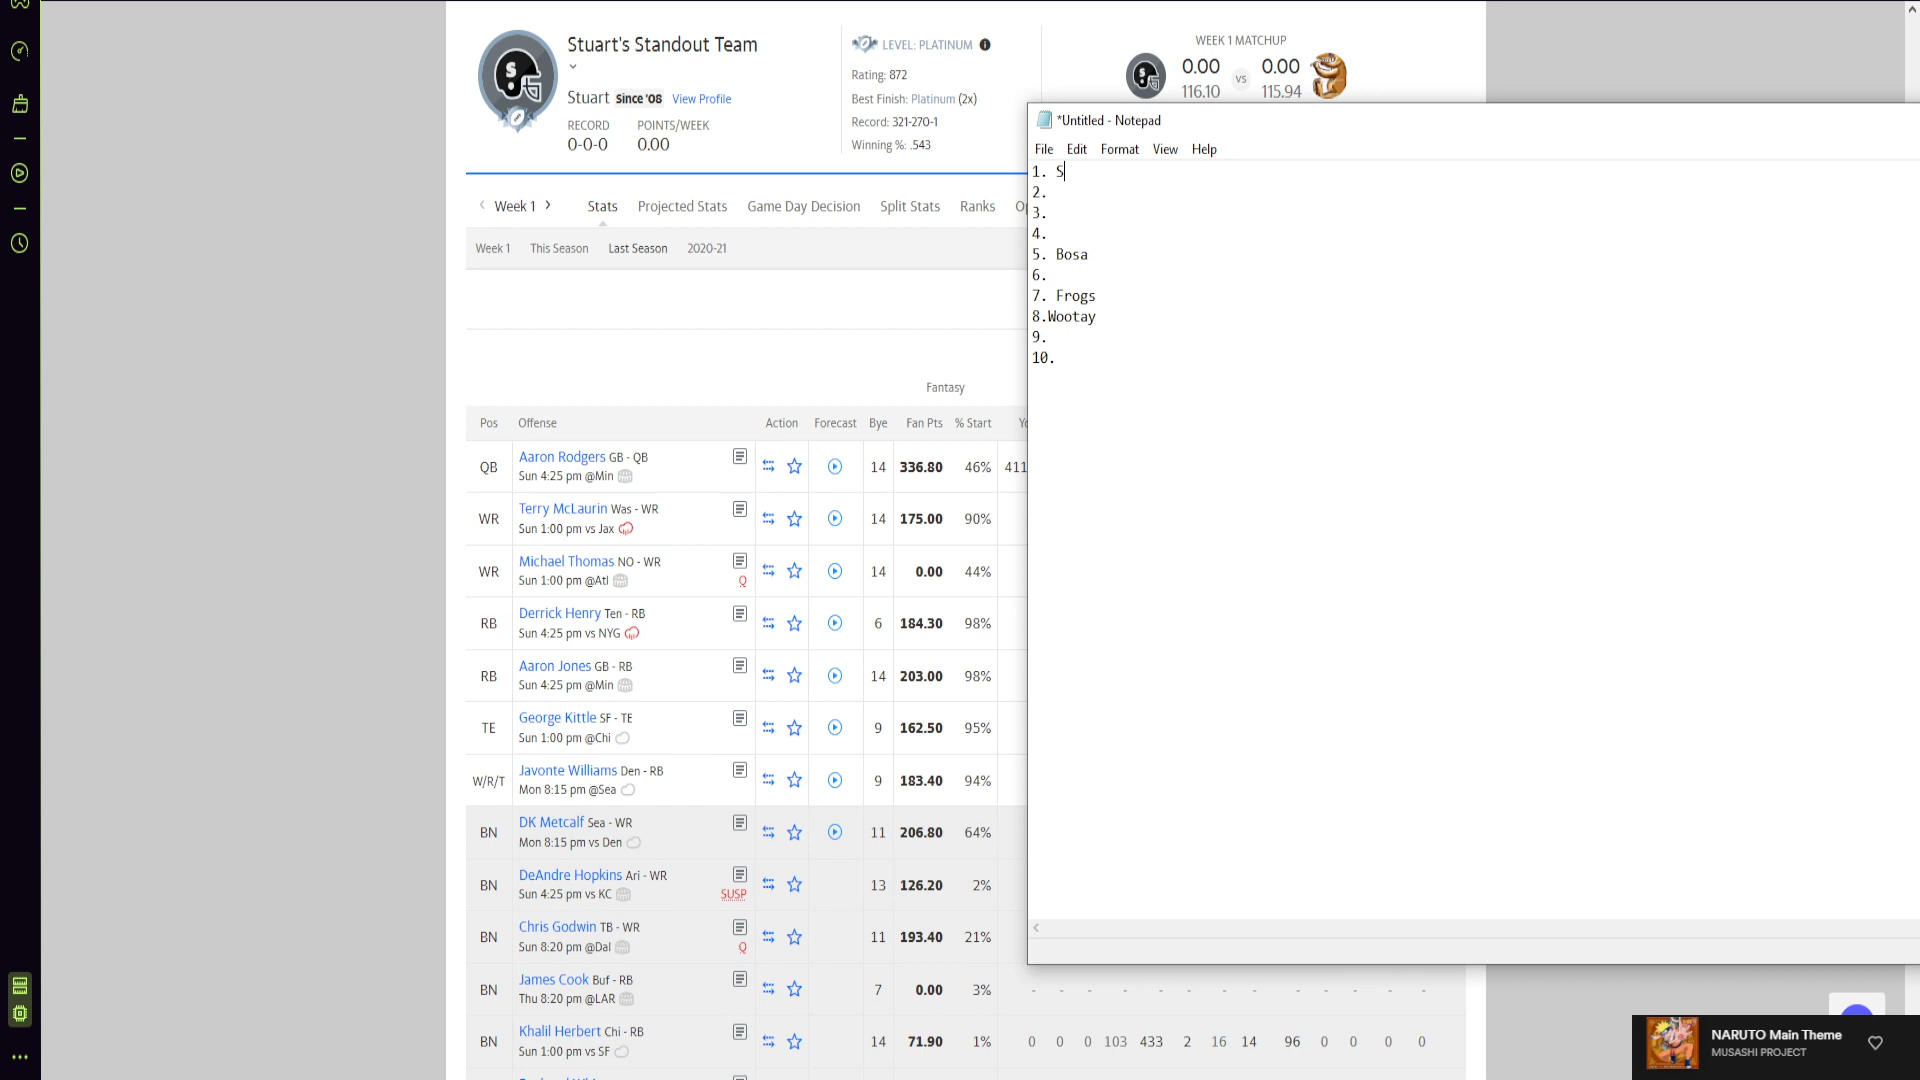 Stuart's Standout Team
Stuart Since '08 View Profile
RECORD POINTS/WEEK
0-0-0 0.00
LEVEL: PLATINUM
Rating: 872
Best Finish: Platinum (2x)
Record: 321-270-1
Winning %: .543
WEEK 1 MATCHUP
0.00 vs 0.00
116.10 115.94
Week 1 Stats Projected Stats Game Day Decision Split Stats Ranks
Week 1 This Season Last Season 2020-21
Fantasy
Pos Offense Action Forecast Bye Fan Pts % Start
QB Aaron Rodgers GB - QB 14 336.80 46% 411
Sun 4:25 pm @Min
WR Terry McLaurin Was - WR 14 175.00 90%
Sun 1:00 pm vs Jax
WR Michael Thomas NO - WR 14 0.00 44%
Sun 1:00 pm @Atl Q
RB Derrick Henry Ten - RB 6 184.30 98%
Sun 4:25 pm vs NYG
RB Aaron Jones GB - RB 14 203.00 98%
Sun 4:25 pm @Min
TE George Kittle SF - TE 9 162.50 95%
Sun 1:00 pm @Chi
W/R/T Javonte Williams Den - RB 9 183.40 94%
Mon 8:15 pm @Sea
BN DK Metcalf Sea - WR 11 206.80 64%
Mon 8:15 pm vs Den
BN DeAndre Hopkins Ari - WR 13 126.20 2%
Sun 4:25 pm vs KC SUSP
BN Chris Godwin TB - WR 11 193.40 21%
Sun 8:20 pm @Dal Q
BN James Cook Buf - RB 7 0.00 3% - - - - - - - - - - - - -
Thu 8:20 pm @LAR
BN Khalil Herbert Chi - RB 14 71.90 1% 0 0 0 103 433 2 16 14 96 0 0 0 0
Sun 1:00 pm vs SF
*Untitled - Notepad
File Edit Format View Help
1. S
2.
3.
4.
5. Bosa
6.
7. Frogs
8.Wootay
9.
10.
NARUTO Main Theme
MUSASHI PROJECT